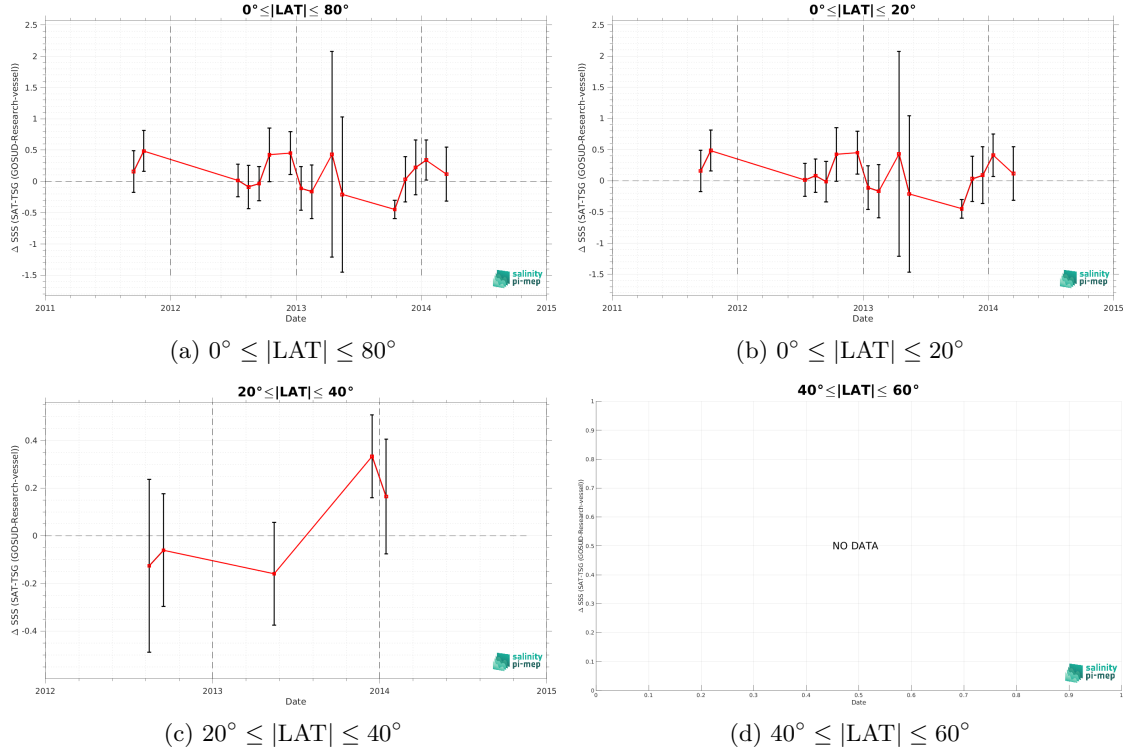 0°≤|LAT|≤ 80°
Δ SSS (SAT-TSG (GOSUD-Research-vessel))
2.5
2
1.5
1
0.5
0
-0.5
-1
-1.5
2011
2012
2013
2014
2015
Date
salinity
pi-mep
(a) 0° ≤ |LAT| ≤ 80°
0°≤|LAT|≤ 20°
Δ SSS (SAT-TSG (GOSUD-Research-vessel))
2.5
2
1.5
1
0.5
0
-0.5
-1
-1.5
2011
2012
2013
2014
2015
Date
salinity
pi-mep
(b) 0° ≤ |LAT| ≤ 20°
20°≤|LAT|≤ 40°
Δ SSS (SAT-TSG (GOSUD-Research-vessel))
0.4
0.2
0
-0.2
-0.4
2012
2013
2014
2015
Date
salinity
pi-mep
(c) 20° ≤ |LAT| ≤ 40°
40°≤|LAT|≤ 60°
Δ SSS (SAT-TSG (GOSUD-Research-vessel))
1
0.9
0.8
0.7
0.6
0.5
0.4
0.3
0.2
0.1
0
NO DATA
0
0.1
0.2
0.3
0.4
0.5
0.6
0.7
0.8
0.9
1
Date
salinity
pi-mep
(d) 40° ≤ |LAT| ≤ 60°